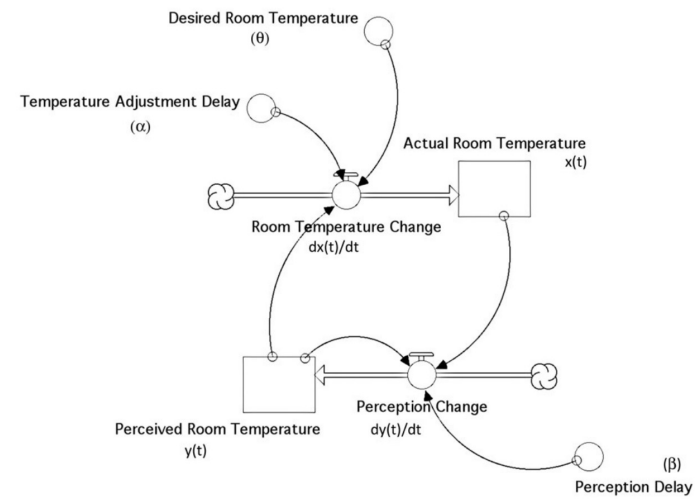 Desired Room Temperature
(θ)
Temperature Adjustment Delay
(α)
Actual Room Temperature
x(t)
Room Temperature Change
dx(t)/dt
Perception Change
dy(t)/dt
Perceived Room Temperature
y(t)
(β)
Perception Delay